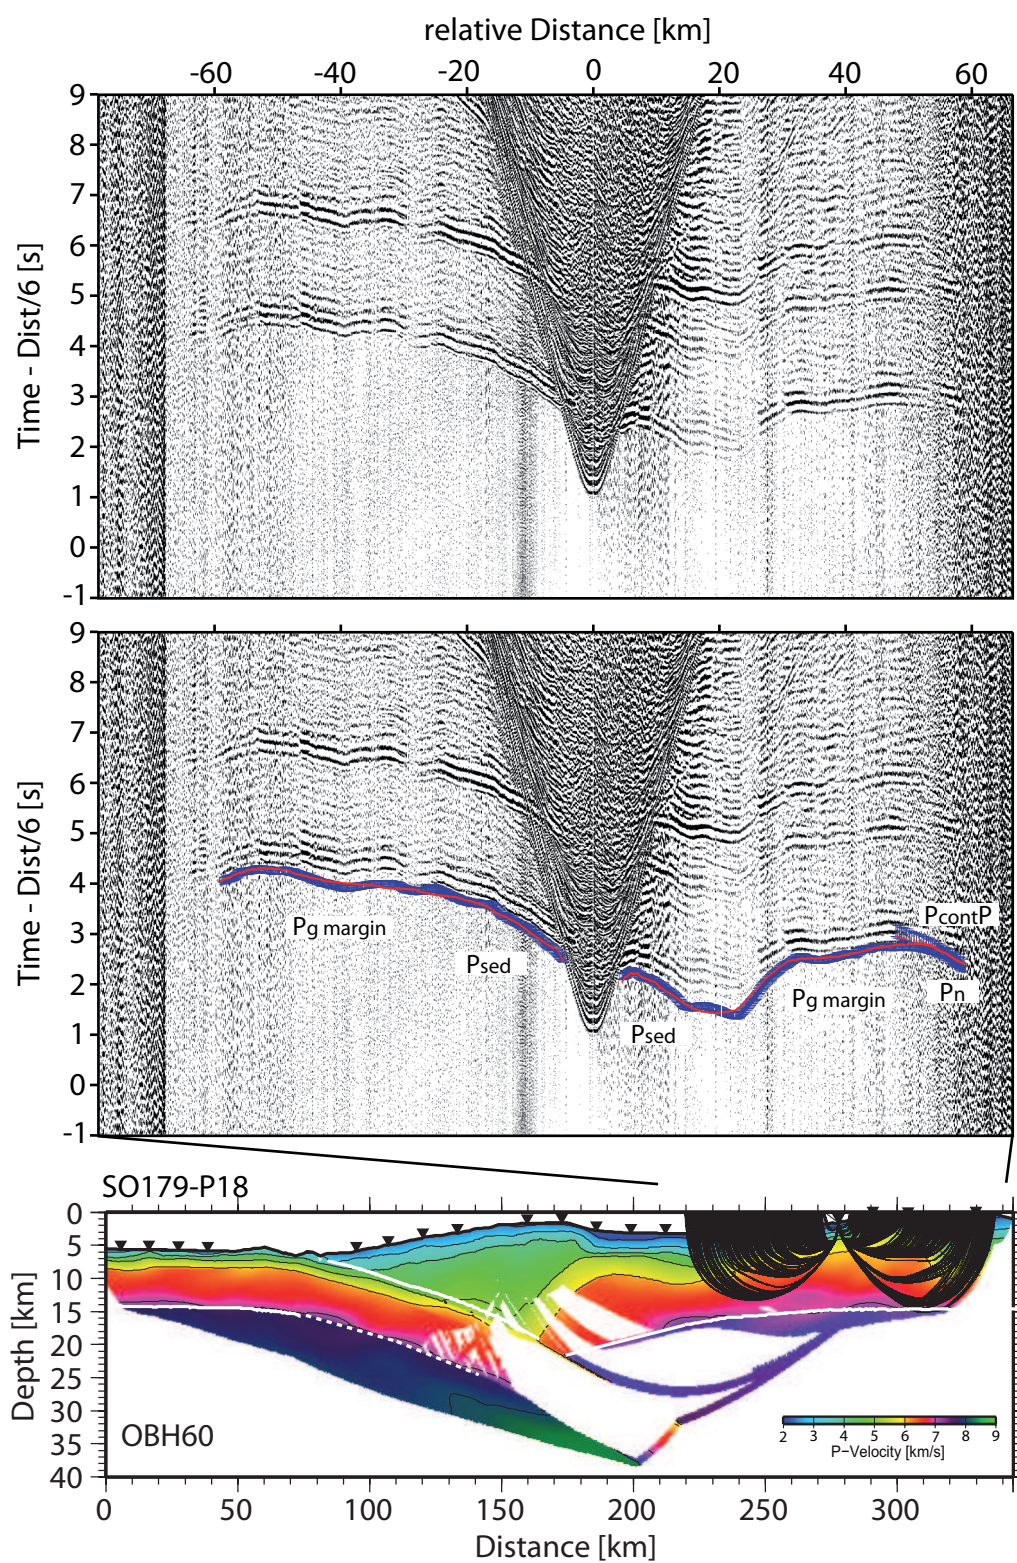 relative Distance [km]
-60 -40 -20 0 20 40 60
9
8
7
6
5
4
3
2
1
0
-1
Time - Dist/6 [s]
9
8
7
6
5
4
3
2
1
0
-1
Time - Dist/6 [s]
Pg margin
Psed
Psed
Pg margin
PcontP
Pn
SO179-P18
0
5
10
15
20
25
30
35
40
Depth [km]
OBH60
2 3 4 5 6 7 8 9
P-Velocity [km/s]
0 50 100 150 200 250 300
Distance [km]